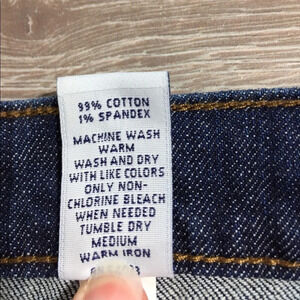 99% COTTON
1% SPANDEX
MACHINE WASH
WARM
WASH AND DRY
WITH LIKE COLORS
ONLY NON-
CHLORINE BLEACH
WHEN NEEDED
TUMBLE DRY
MEDIUM
WARM IRON